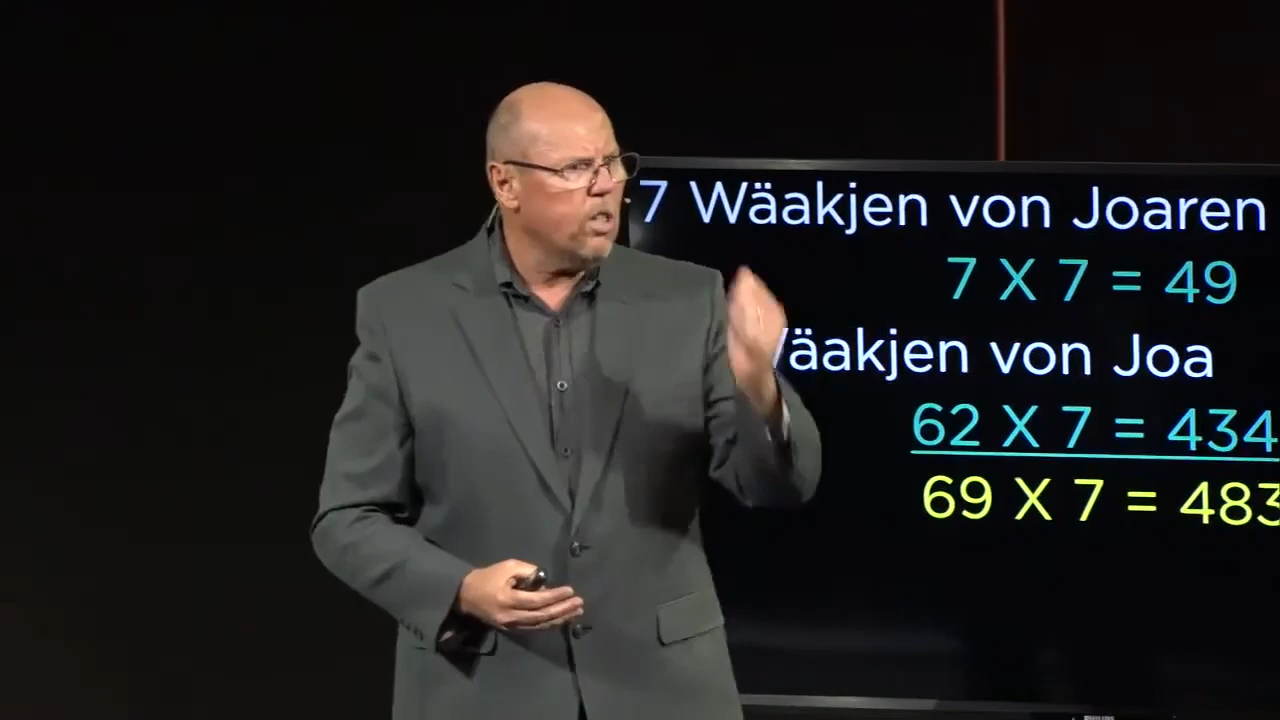 7 Wäakjen von Joaren
7 X 7 = 49
Wäakjen von Joa
62 X 7 = 434
69 X 7 = 483